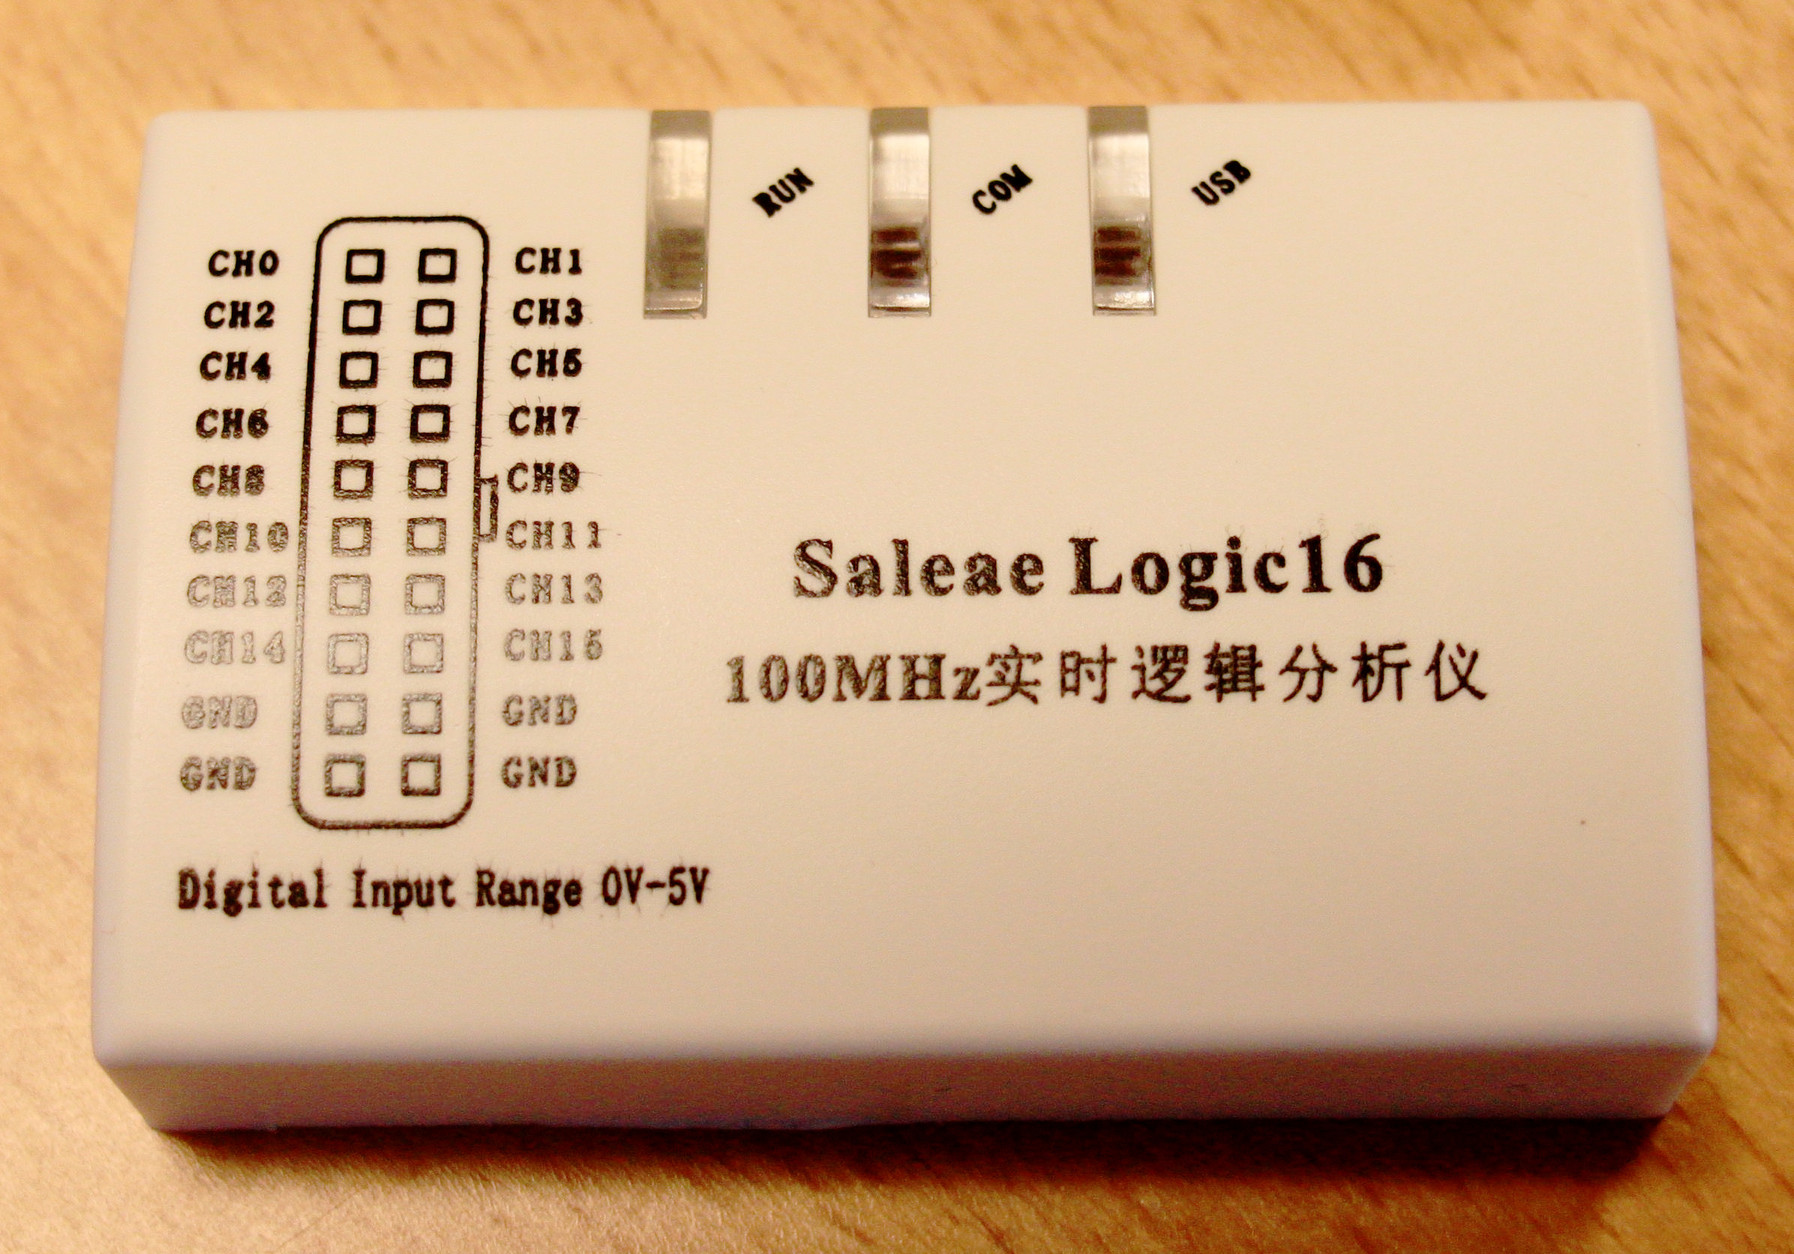 RUN COM USB
CH0 CH1
CH2 CH3
CH4 CH5
CH6 CH7
CH8 CH9
CH10 CH11
CH12 CH13
CH14 CH15
GND GND
GND GND
Saleae Logic16
100MHz实时逻辑分析仪
Digital Input Range 0V-5V